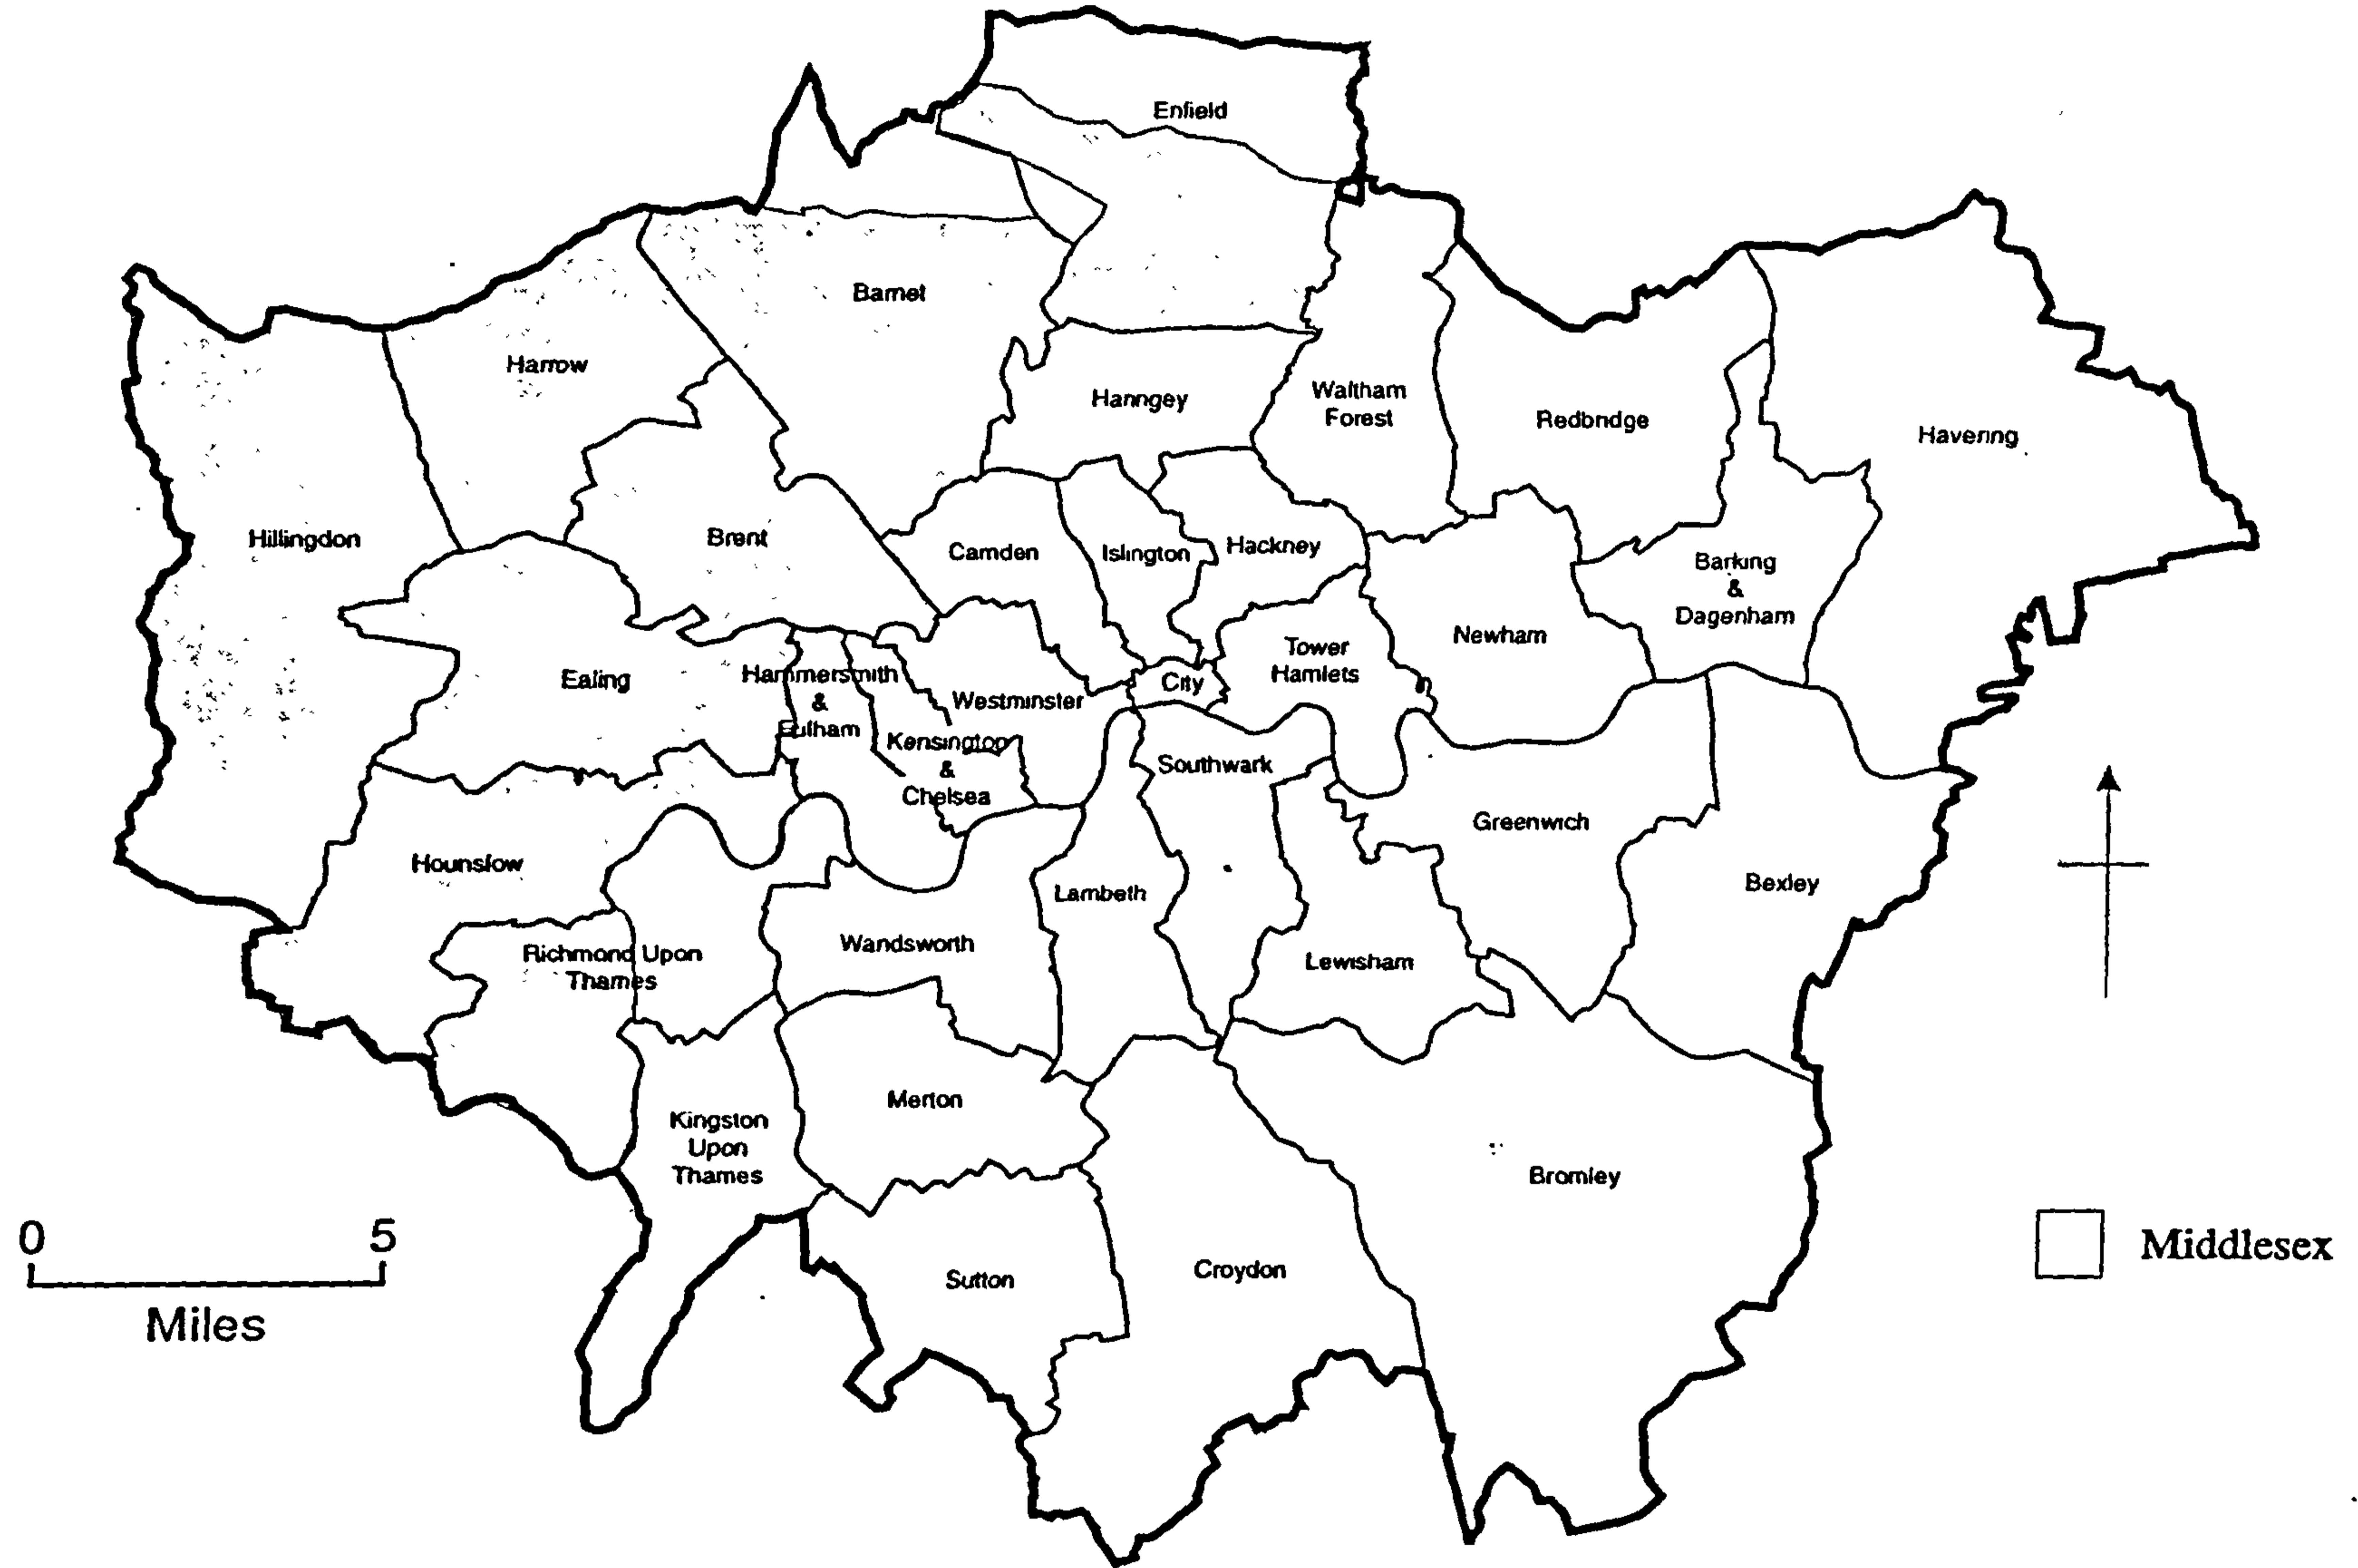 Enfield
Barnet
Harrow
Hanngey
Waltham
Forest
Redbridge
Havering
Hillingdon
Brent
Camden
Islington
Hackney
Barking
&
Dagenham
Newham
Tower
Hamlets
Ealing
Hammersmith
&
Fulham
Westminster
City
Kensington
&
Chelsea
Southwark
Greenwich
Hounslow
Bexley
Lambeth
Richmond Upon
Thames
Wandsworth
Lewisham
Merton
Kingston
Upon
Thames
Bromley
Sutton
Croydon
0 5
Miles
Middlesex